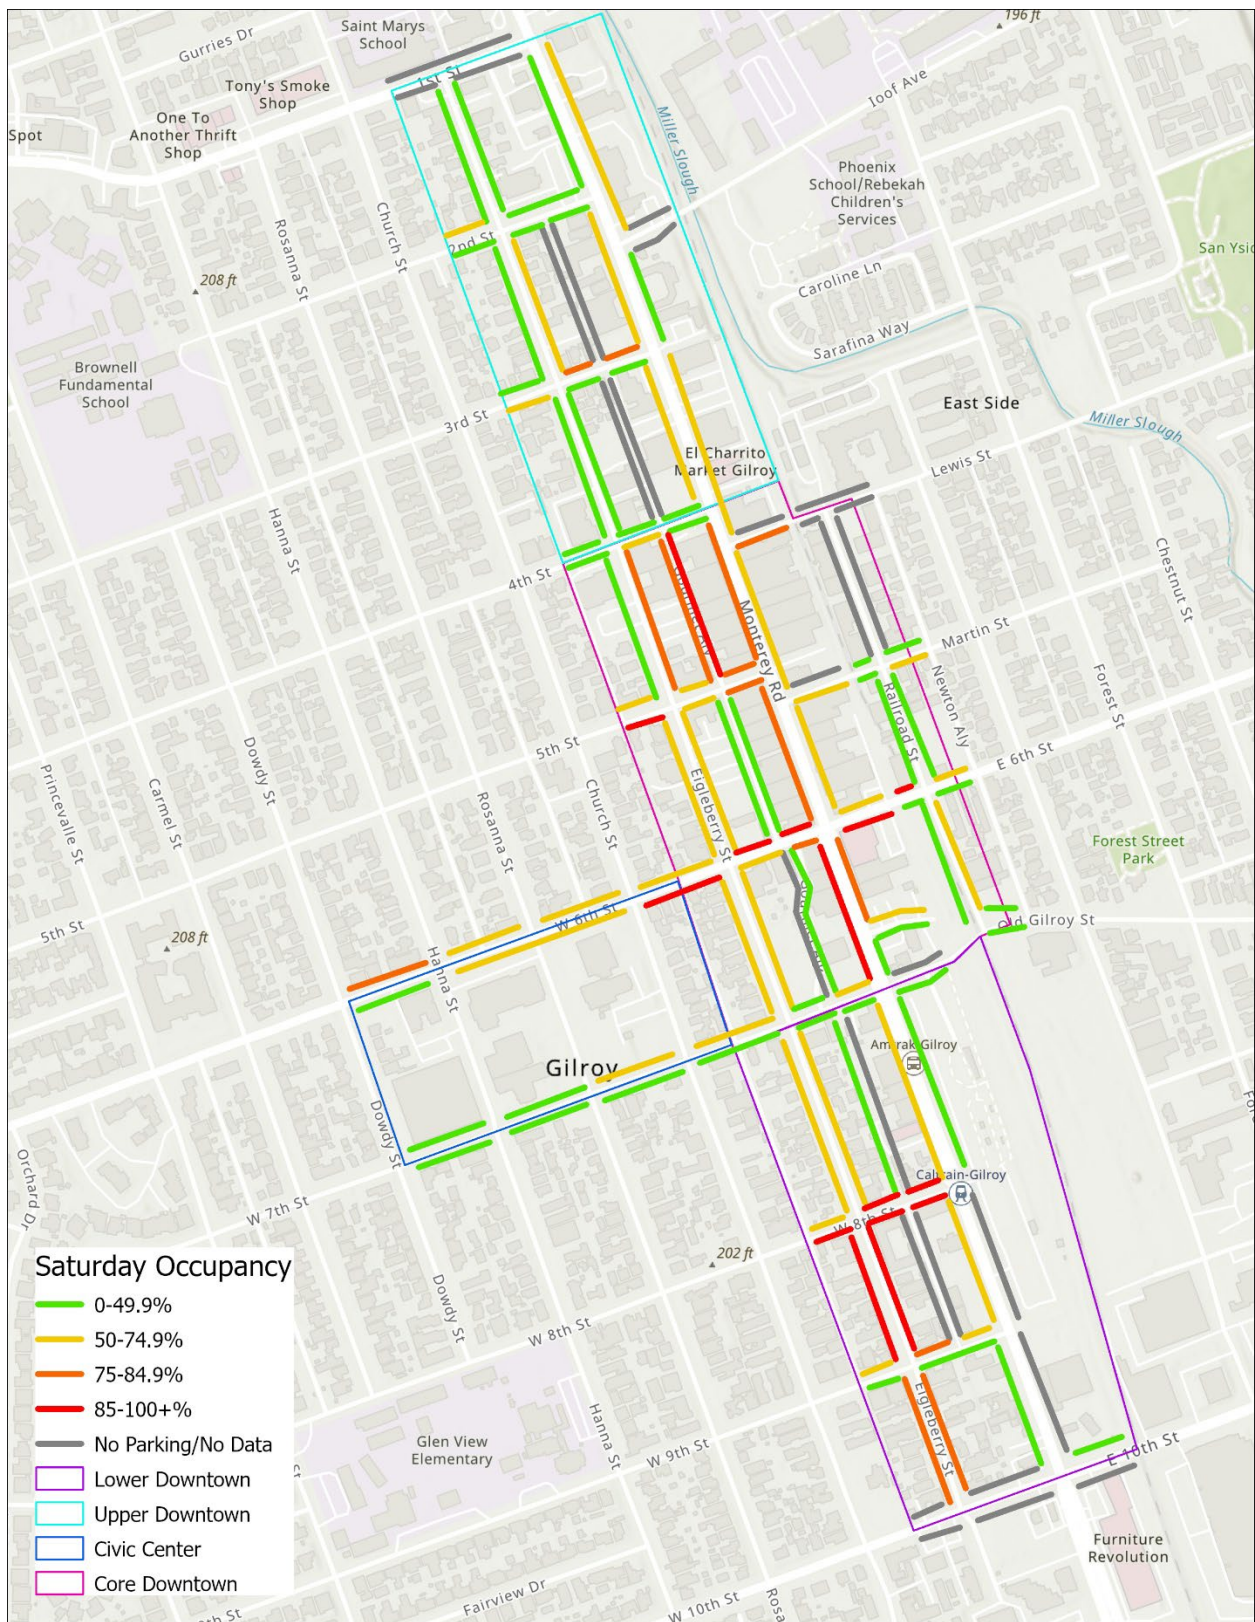 196 ft
Saint Marys
School
Gurries Dr
1st St
Tony's Smoke
Shop
Ioof Ave
One To
Another Thrift
Shop
Spot
Miller Slough
Phoenix
School/Rebekah
Children's
Services
Church St
Rosanna St
2nd St
208 ft
Caroline Ln
Sarafina Way
Brownell
Fundamental
School
East Side
3rd St
Miller Slough
El Charrito
Market Gilroy
Lewis St
Hanna St
4th St
Chestnut St
Monterey Rd
Martin St
Newton Aly
Forest St
Railroad St
5th St
Dowdy St
E 6th St
Princevalle St
Carmel St
Rosanna St
Church St
Eigleberry St
Forest Street
Park
W 6th St
Old Gilroy St
5th St
208 ft
Hanna St
Amtrak-Gilroy
Gilroy
Dowdy St
Caltrain-Gilroy
Orchard Dr
W 7th St
W 8th St
202 ft
Saturday Occupancy
0-49.9%
50-74.9%
75-84.9%
85-100+%
No Parking/No Data
Lower Downtown
Upper Downtown
Civic Center
Core Downtown
Dowdy St
W 8th St
Hanna St
Eigleberry St
Glen View
Elementary
W 9th St
E 10th St
Furniture
Revolution
Fairview Dr
W 10th St